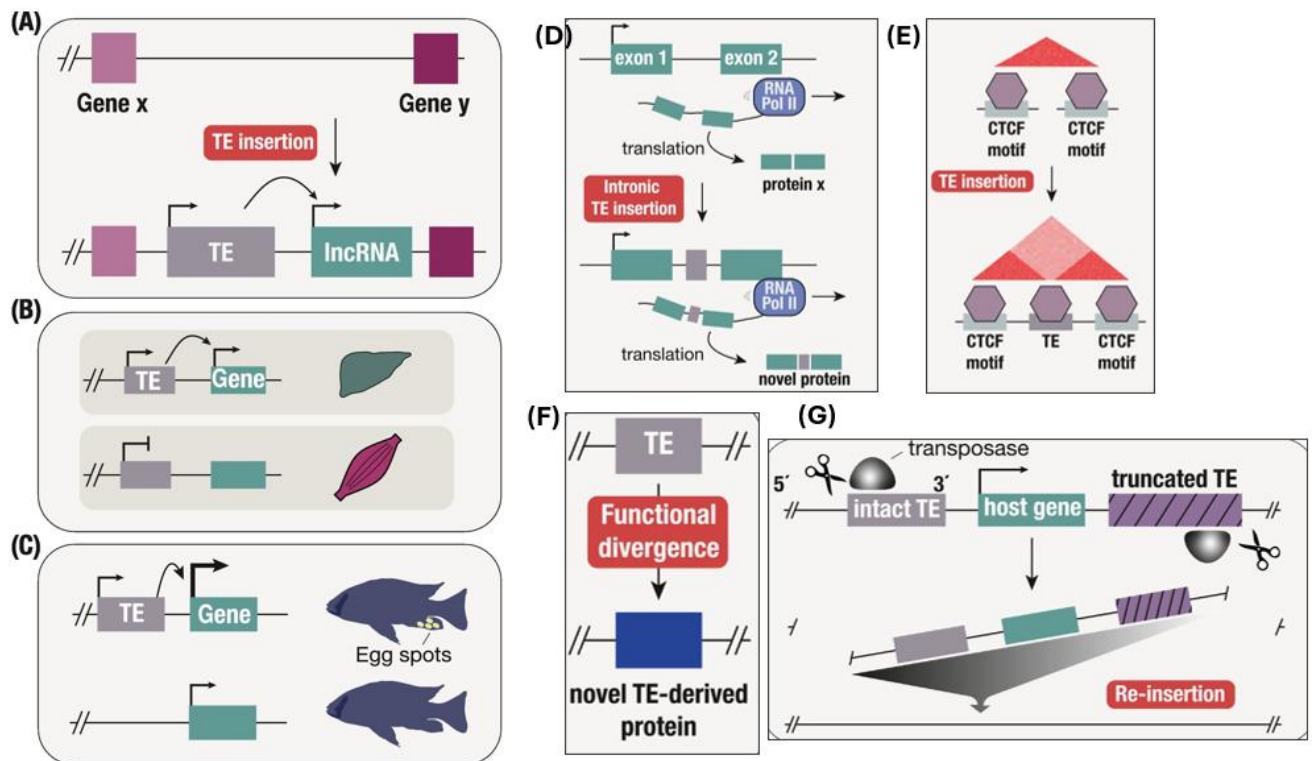 (A)
Gene x
Gene y
TE insertion
TE
lncRNA
(B)
TE
Gene
(C)
TE
Gene
Egg spots
(D)
exon 1
exon 2
RNA
Pol II
translation
protein x
Intronic
TE insertion
RNA
Pol II
translation
novel protein
(E)
CTCF
motif
CTCF
motif
TE insertion
CTCF
motif
TE
CTCF
motif
(F)
TE
Functional
divergence
novel TE-derived
protein
(G)
transposase
5′
3′
truncated TE
intact TE
host gene
Re-insertion